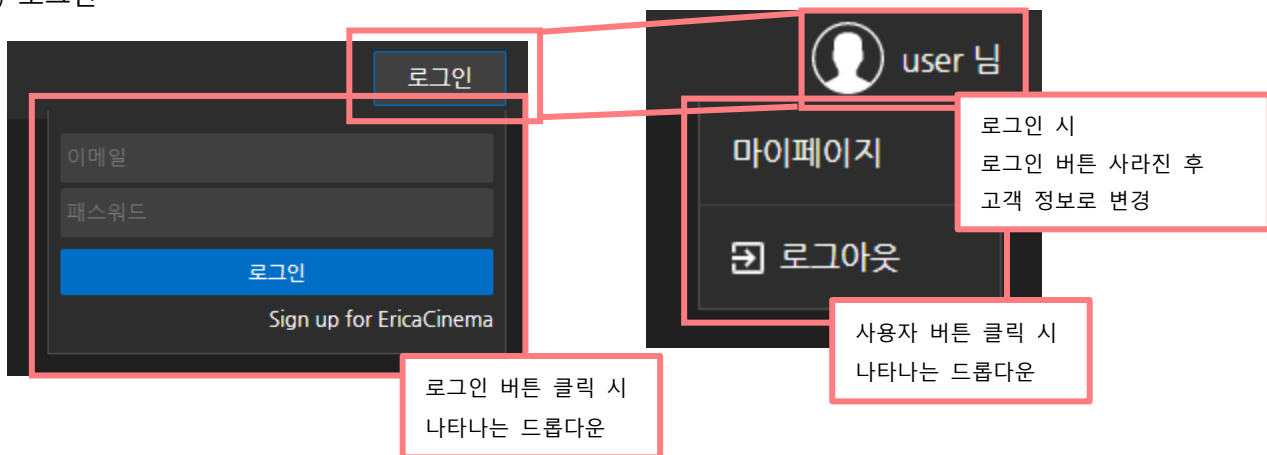 ) 로그인
로그인
이메일
패스워드
로그인
Sign up for EricaCinema
로그인 버튼 클릭 시
나타나는 드롭다운
user 님
마이페이지
로그아웃
로그인 시
로그인 버튼 사라진 후
고객 정보로 변경
사용자 버튼 클릭 시
나타나는 드롭다운